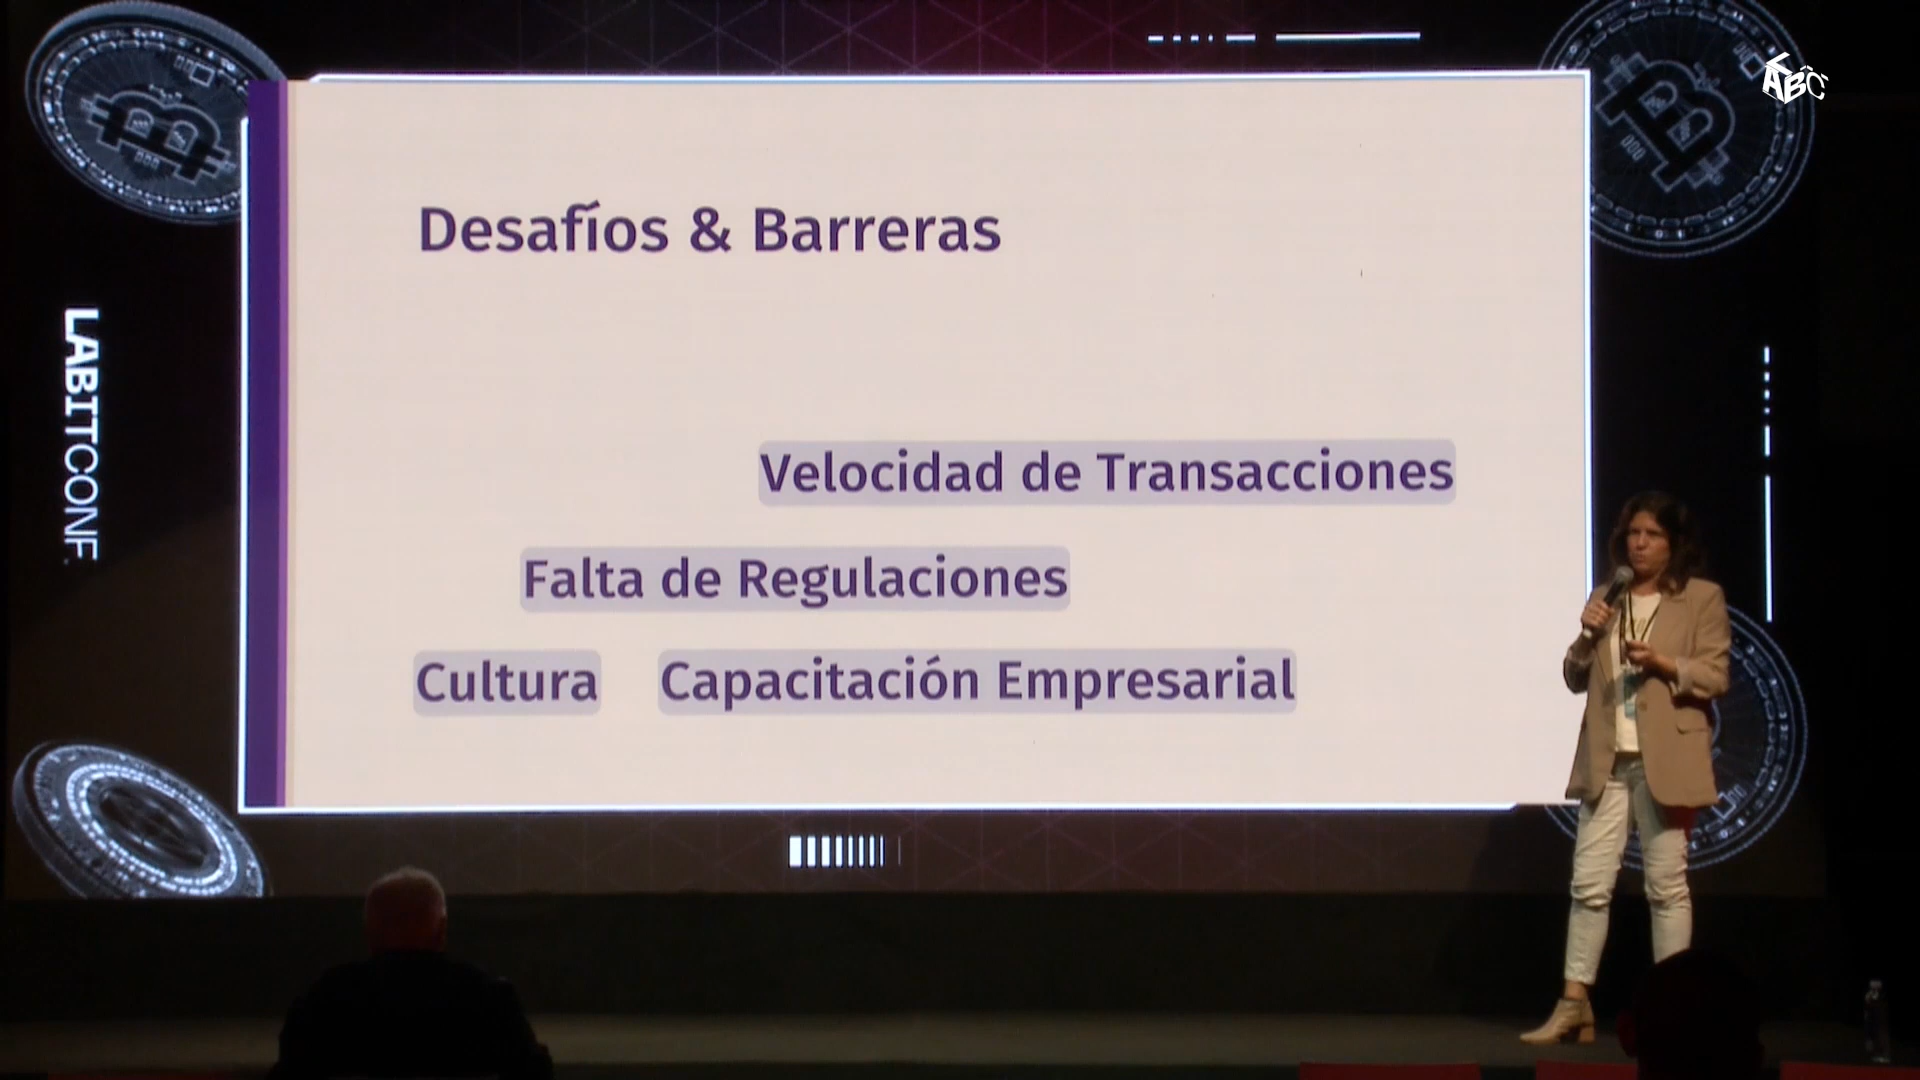 ABC
Desafíos & Barreras
LABITCONF.
Velocidad de Transacciones
Falta de Regulaciones
Cultura Capacitación Empresarial